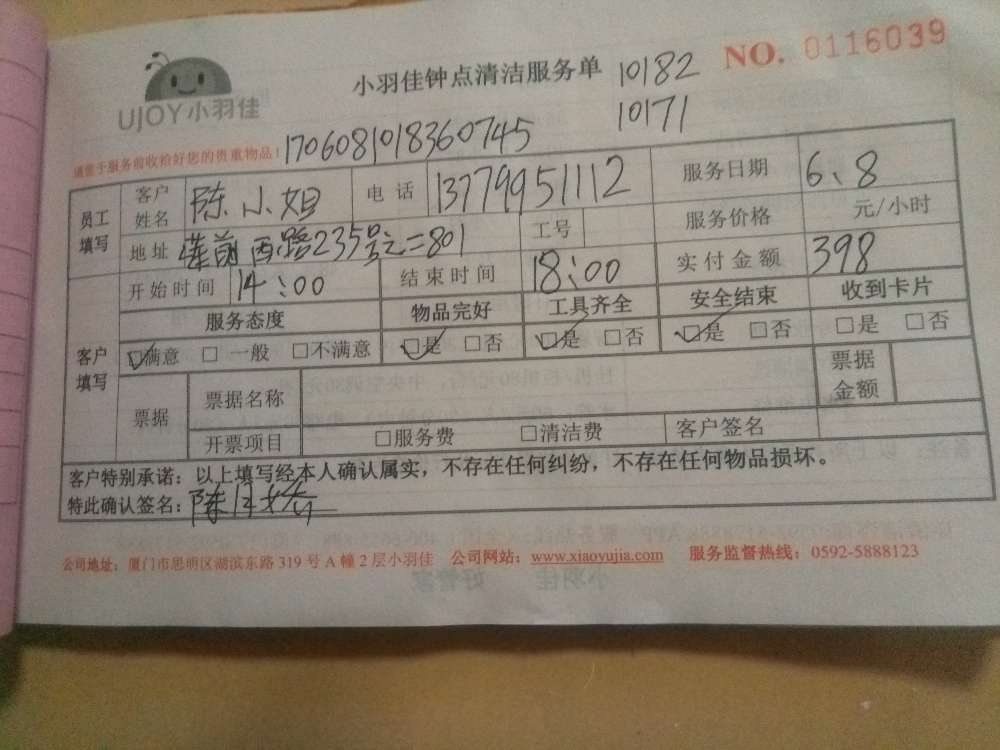 小羽佳钟点清洁服务单 10182 NO. 0116039
UJOY小羽佳 10171
请您于服务前收拾好您的贵重物品！1706081018360745
员工填写 客户姓名 陈小姐 电话 13779951112 服务日期 6、8
地址 莲前西路235号之二801 工号 服务价格 元/小时
开始时间 14：00 结束时间 18：00 实付金额 398
客户填写 服务态度 物品完好 工具齐全 安全结束 收到卡片
☑满意 □一般 □不满意 ☑是 □否 ☑是 □否 ☑是 □否 □是 □否
票据 票据名称 票据金额
开票项目 □服务费 □清洁费 客户签名
客户特别承诺：以上填写经本人确认属实，不存在任何纠纷，不存在任何物品损坏。
特此确认签名：陈
公司地址：厦门市思明区湖滨东路319号A幢2层小羽佳 公司网站：www.xiaoyujia.com 服务监督热线：0592-5888123